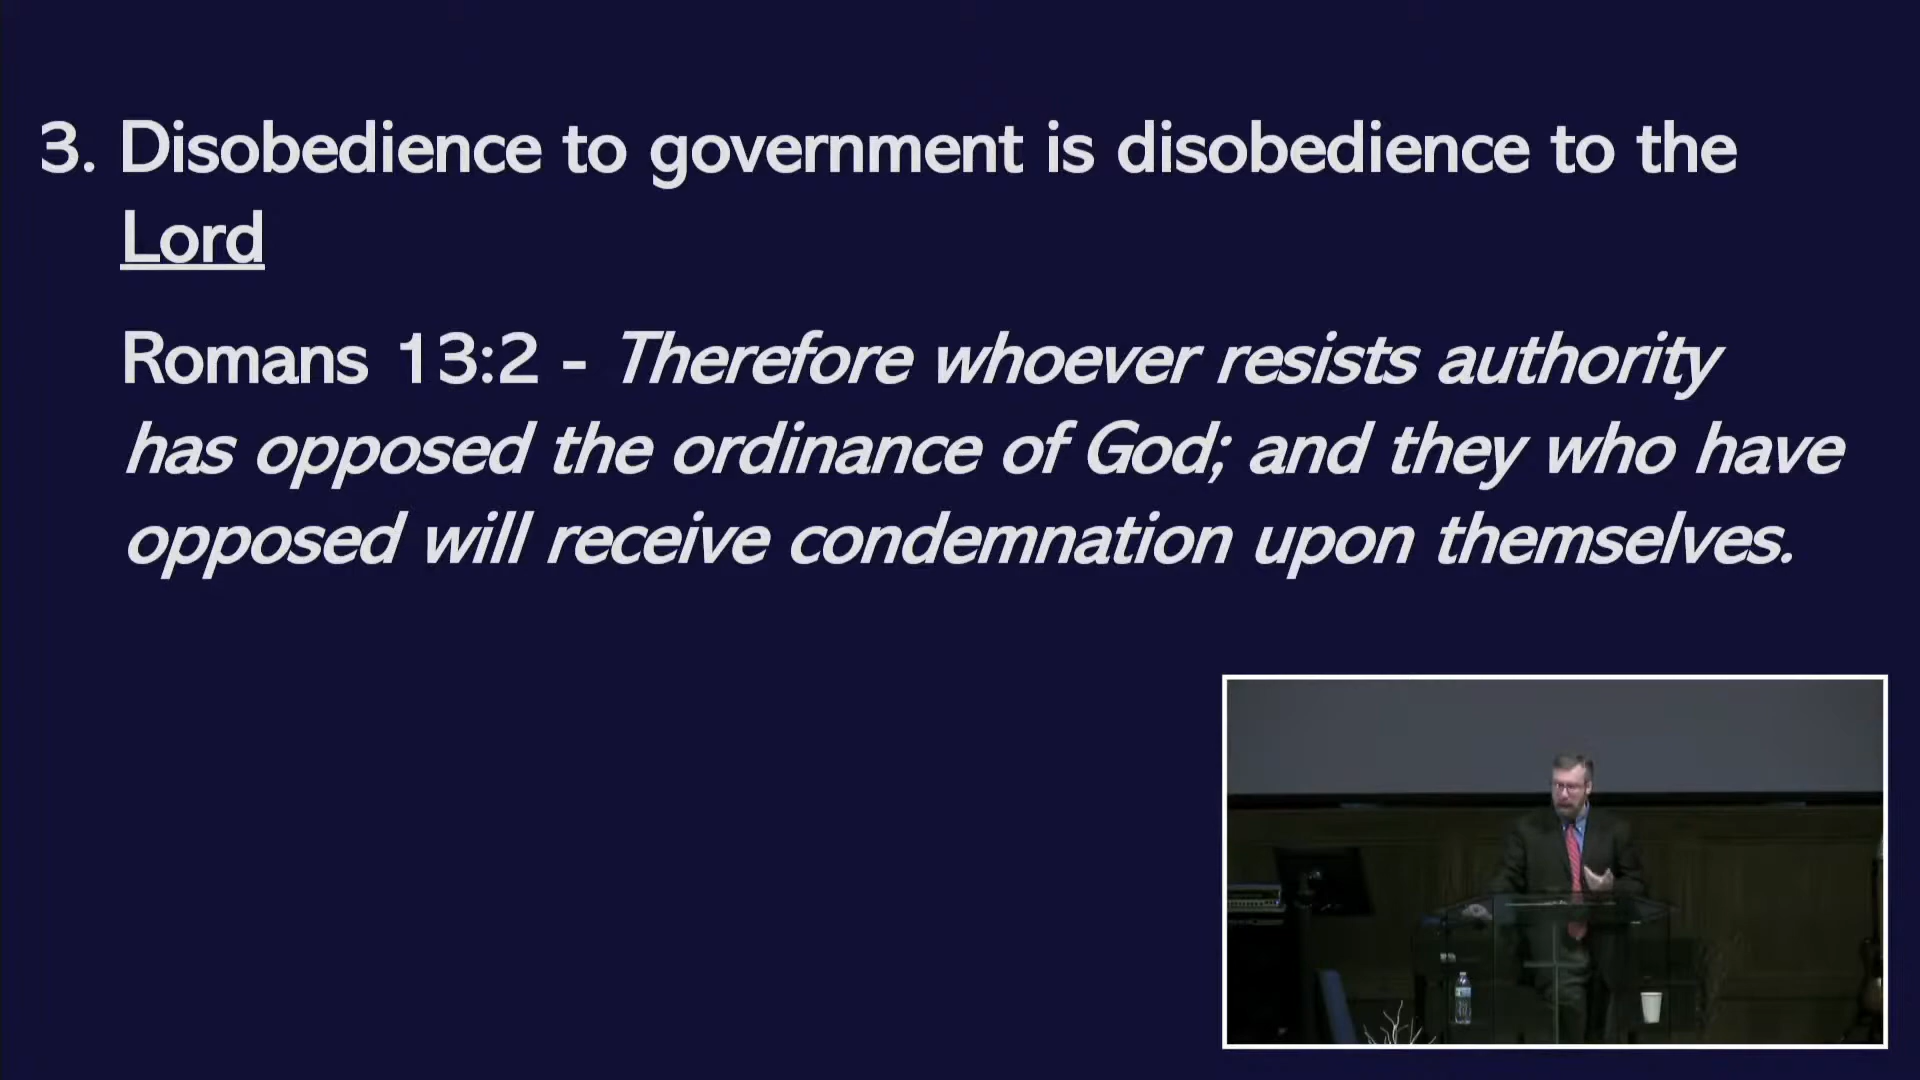 3. Disobedience to government is disobedience to the
Lord
Romans 13:2 - Therefore whoever resists authority
has opposed the ordinance of God; and they who have
opposed will receive condemnation upon themselves.